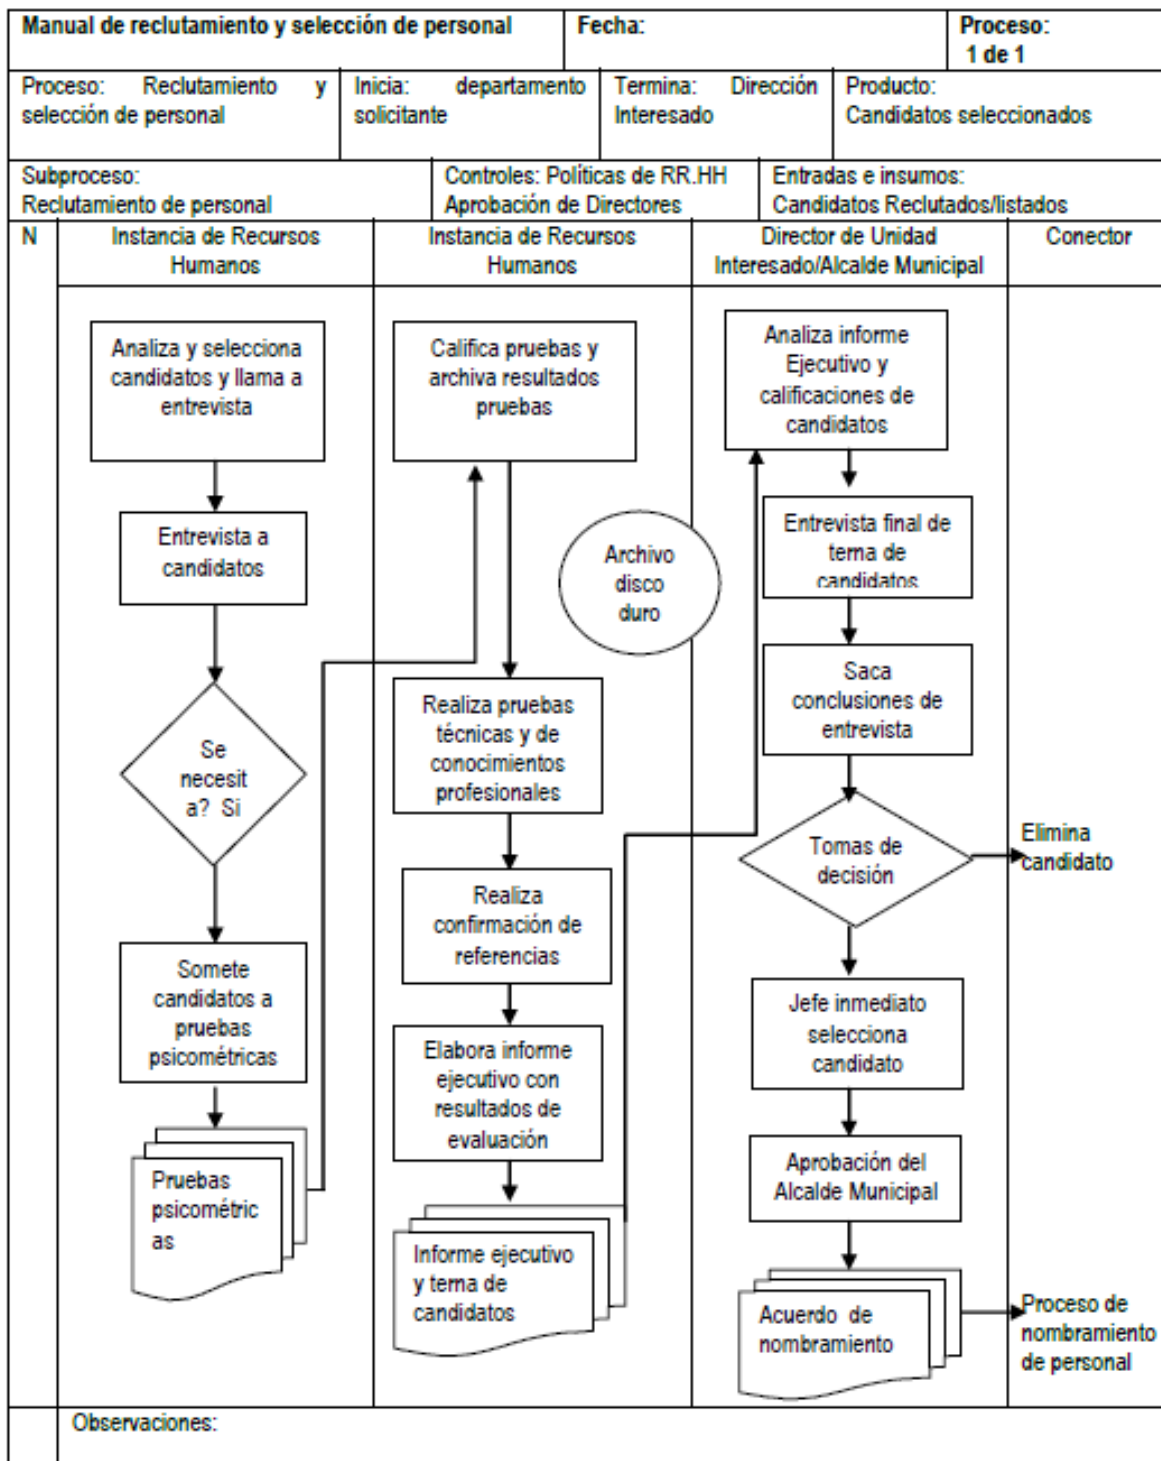 Manual de reclutamiento y selección de personal
Fecha:
Proceso:
1 de 1
Proceso: Reclutamiento y
selección de personal
Inicia: departamento
solicitante
Termina: Dirección
Interesado
Producto:
Candidatos seleccionados
Subproceso:
Reclutamiento de personal
Controles: Políticas de RR.HH
Aprobación de Directores
Entradas e insumos:
Candidatos Reclutados/listados
N
Instancia de Recursos
Humanos
Instancia de Recursos
Humanos
Director de Unidad
Interesado/Alcalde Municipal
Conector
Analiza y selecciona
candidatos y llama a
entrevista
Entrevista a
candidatos
Se
necesit
a? Si
Somete
candidatos a
pruebas
psicométricas
Pruebas
psicométric
as
Califica pruebas y
archiva resultados
pruebas
Archivo
disco
duro
Realiza pruebas
técnicas y de
conocimientos
profesionales
Realiza
confirmación de
referencias
Elabora informe
ejecutivo con
resultados de
evaluación
Informe ejecutivo
y terna de
candidatos
Analiza informe
Ejecutivo y
calificaciones de
candidatos
Entrevista final de
terna de
candidatos
Saca
conclusiones de
entrevista
Tomas de
decisión
Elimina
candidato
Jefe inmediato
selecciona
candidato
Aprobación del
Alcalde Municipal
Acuerdo de
nombramiento
Proceso de
nombramiento
de personal
Observaciones: